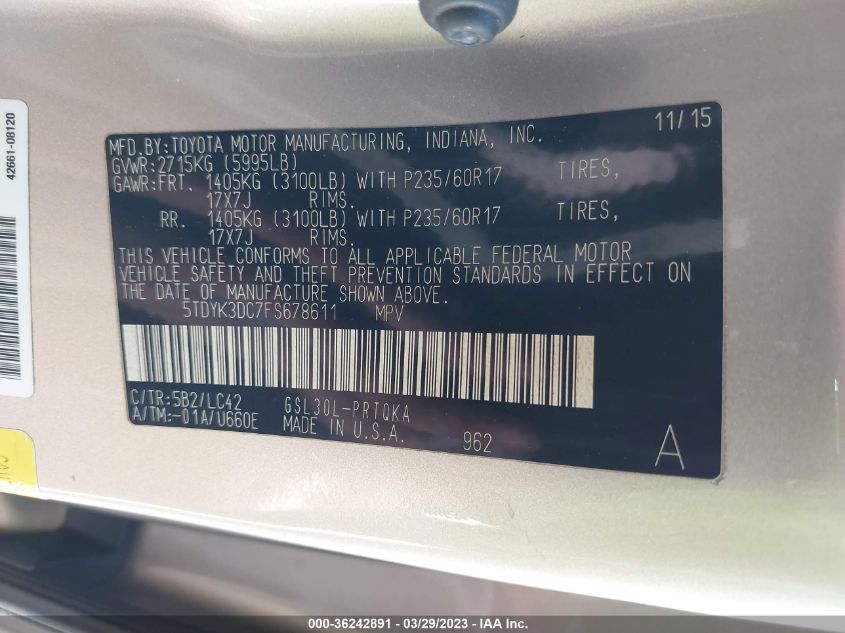 42661-08120
MFD.BY:TOYOTA MOTOR MANUFACTURING, INDIANA, INC. 11/15
GVWR:2715KG (5995LB)
GAWR:FRT. 1405KG (3100LB) WITH P235/60R17 TIRES,
17X7J RIMS.
RR. 1405KG (3100LB) WITH P235/60R17 TIRES,
17X7J RIMS.
THIS VEHICLE CONFORMS TO ALL APPLICABLE FEDERAL MOTOR
VEHICLE SAFETY AND THEFT PREVENTION STANDARDS IN EFFECT ON
THE DATE OF MANUFACTURE SHOWN ABOVE.
5TDYK3DC7FS678611 MPV
C/TR:5B2/LC42 GSL30L-PRTQKA
A/TM:-01A/U660E MADE IN U.S.A. 962 A
000-36242891 - 03/29/2023 - IAA Inc.